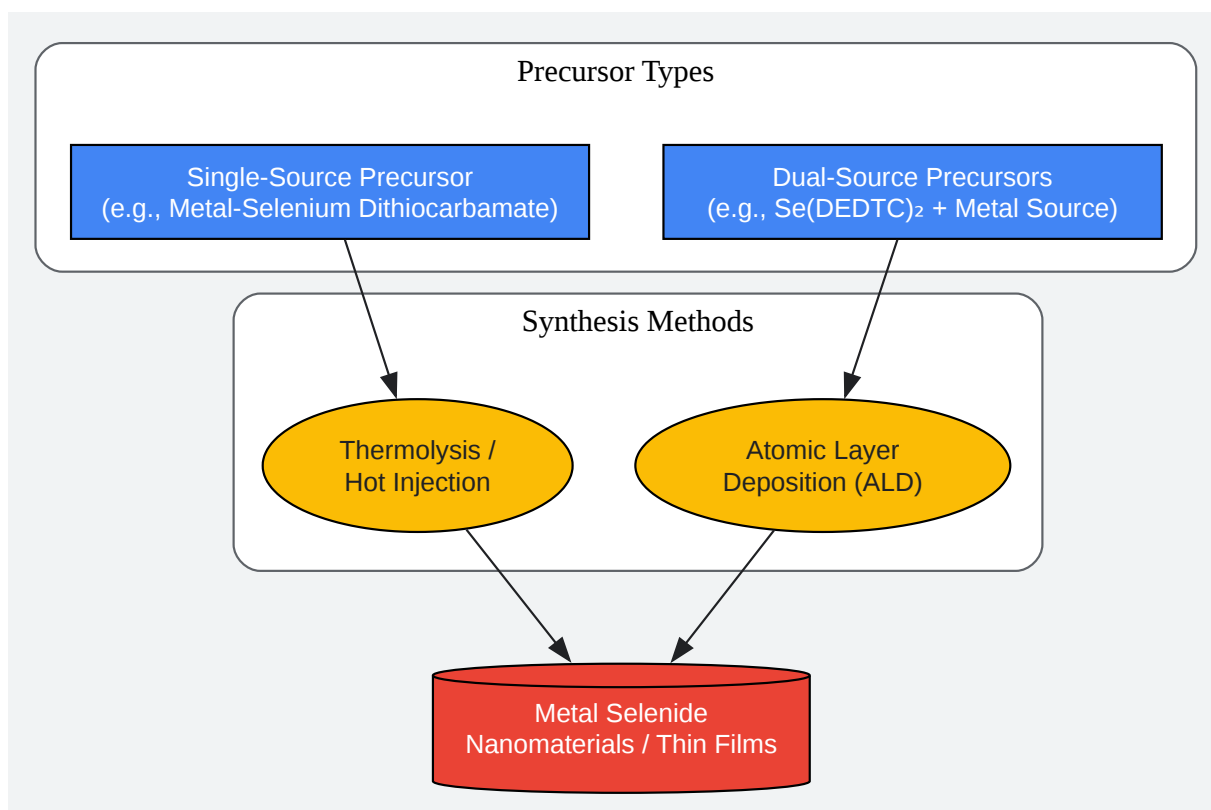 Precursor Types
Single-Source Precursor
(e.g., Metal-Selenium Dithiocarbamate)
Dual-Source Precursors
(e.g., Se(DEDTC)₂ + Metal Source)
Synthesis Methods
Thermolysis /
Hot Injection
Atomic Layer
Deposition (ALD)
Metal Selenide
Nanomaterials / Thin Films